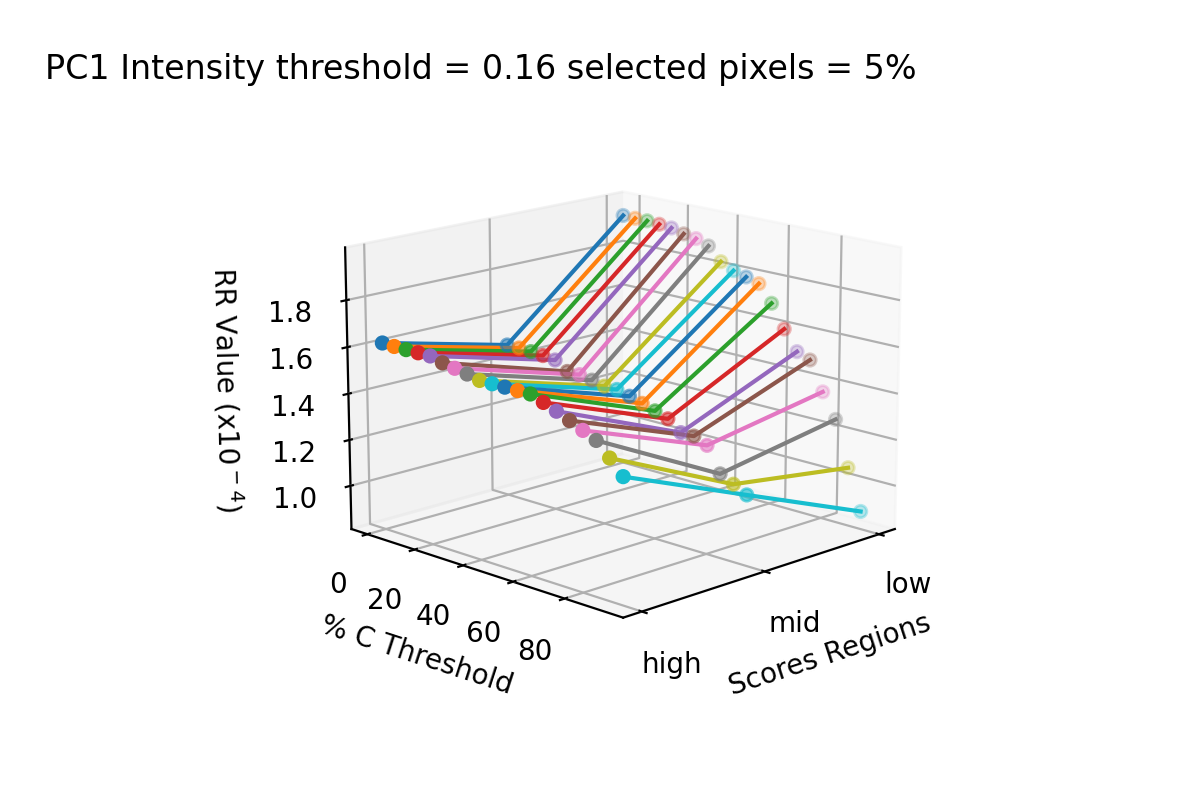 PC1 Intensity threshold = 0.16 selected pixels = 5%
RR Value (x10⁻⁴)
1.8
1.6
1.4
1.2
1.0
0
20
40
60
80
% C Threshold
high
mid
low
Scores Regions